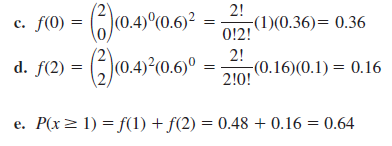 c. f(0) = (2 0)(0.4)⁰(0.6)² = 2!/0!2! (1)(0.36)= 0.36
d. f(2) = (2 2)(0.4)²(0.6)⁰ = 2!/2!0! (0.16)(0.1) = 0.16
e. P(x ≥ 1) = f(1) + f(2) = 0.48 + 0.16 = 0.64